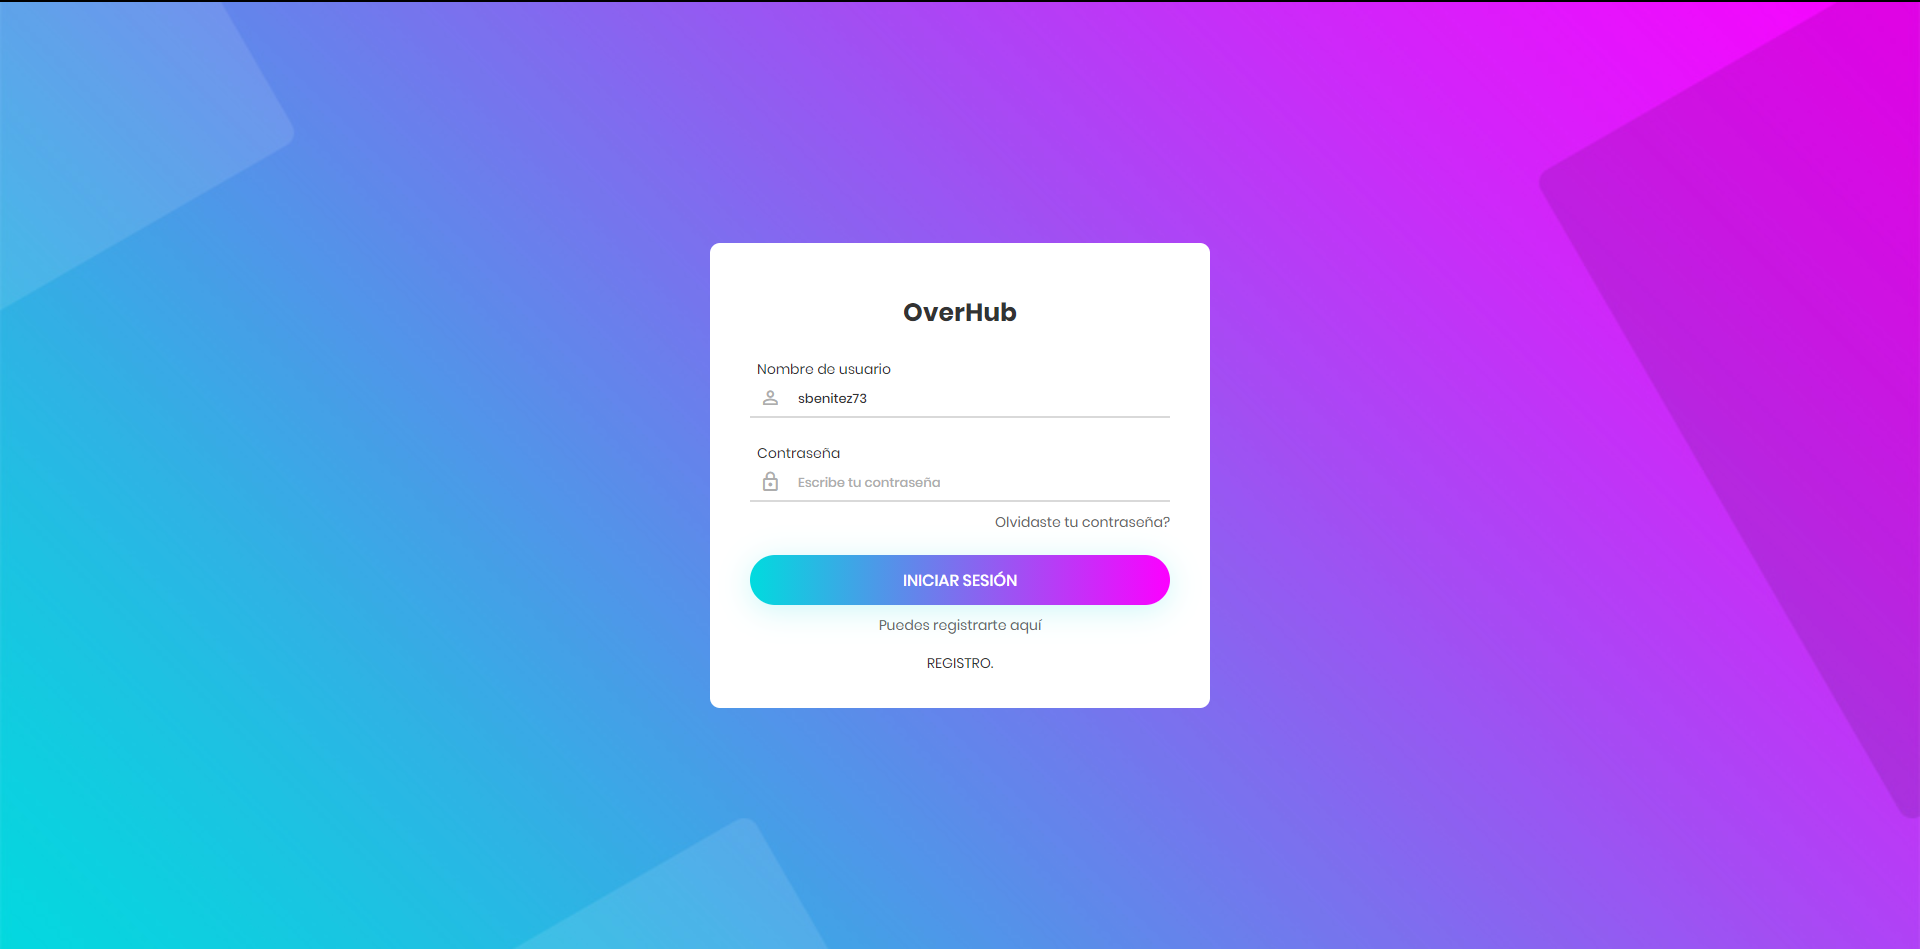 OverHub
Nombre de usuario
sbenitez73
Contraseña
Escribe tu contraseña
Olvidaste tu contraseña?
INICIAR SESIÓN
Puedes registrarte aquí
REGISTRO.